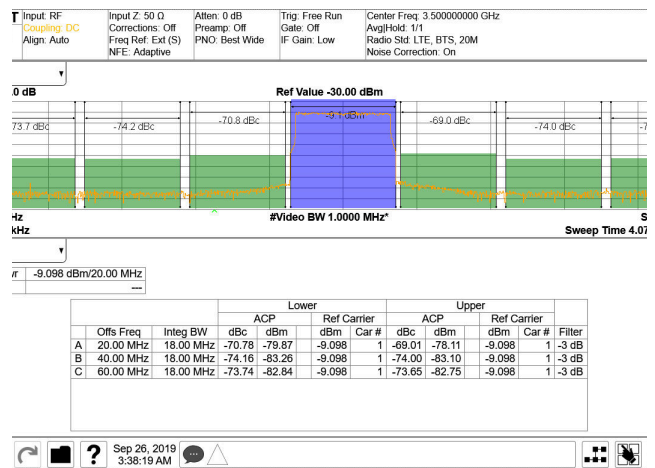 T Input: RF Input Z: 50 Ω Atten: 0 dB Trig: Free Run Center Freq: 3.500000000 GHz
Coupling: DC Corrections: Off Preamp: Off Gate: Off Avg|Hold: 1/1
Align: Auto Freq Ref: Ext (S) PNO: Best Wide IF Gain: Low Radio Std: LTE, BTS, 20M
NFE: Adaptive Noise Correction: On
.0 dB Ref Value -30.00 dBm
73.7 dBc -74.2 dBc -70.8 dBc -9.1 dBm -69.0 dBc -74.0 dBc -7
Hz #Video BW 1.0000 MHz* S
kHz Sweep Time 4.07
wr -9.098 dBm/20.00 MHz
---
Lower Upper
ACP Ref Carrier ACP Ref Carrier
Offs Freq Integ BW dBc dBm dBm Car # dBc dBm dBm Car # Filter
A 20.00 MHz 18.00 MHz -70.78 -79.87 -9.098 1 -69.01 -78.11 -9.098 1 -3 dB
B 40.00 MHz 18.00 MHz -74.16 -83.26 -9.098 1 -74.00 -83.10 -9.098 1 -3 dB
C 60.00 MHz 18.00 MHz -73.74 -82.84 -9.098 1 -73.65 -82.75 -9.098 1 -3 dB
? Sep 26, 2019
3:38:19 AM